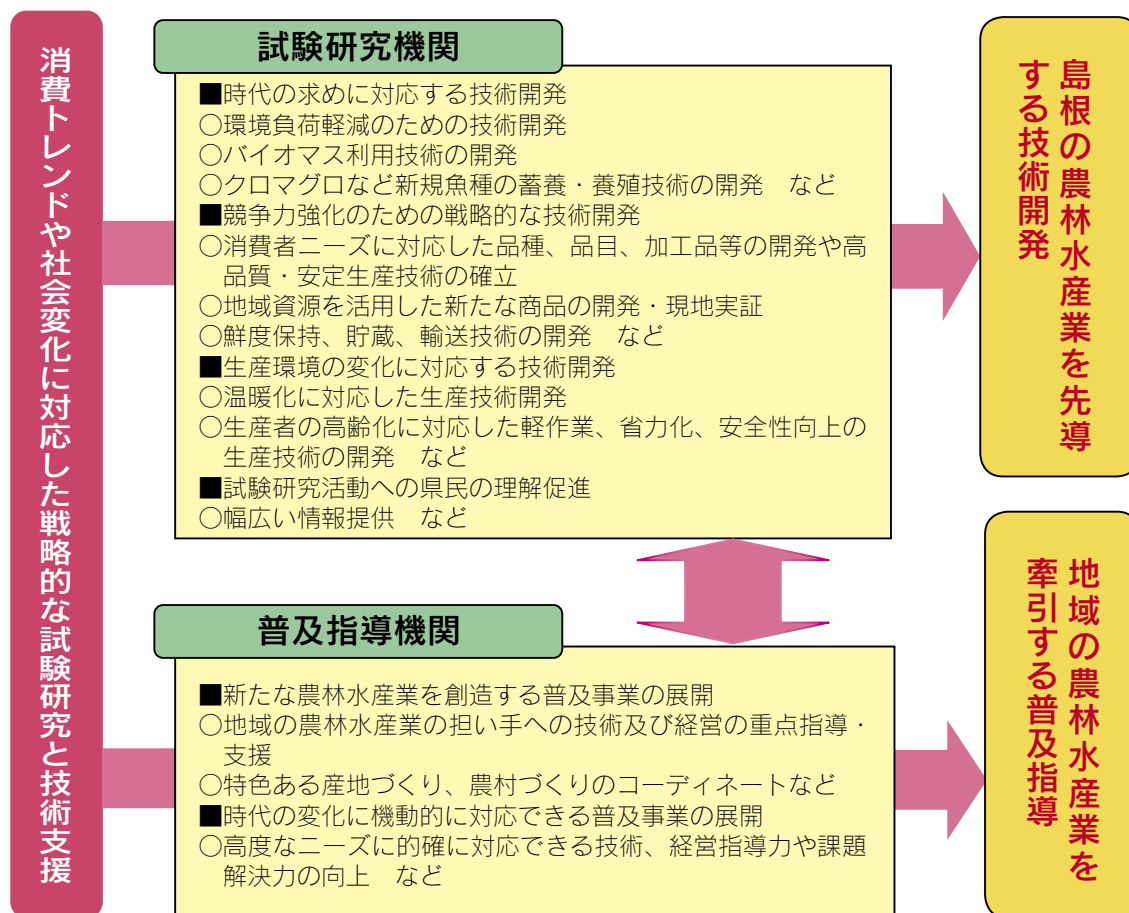 消費トレンドや社会変化に対応した戦略的な試験研究と技術支援
試験研究機関
■時代の求めに対応する技術開発
○環境負荷軽減のための技術開発
○バイオマス利用技術の開発
○クロマグロなど新規魚種の蓄養・養殖技術の開発　など
■競争力強化のための戦略的な技術開発
○消費者ニーズに対応した品種、品目、加工品等の開発や高
品質・安定生産技術の確立
○地域資源を活用した新たな商品の開発・現地実証
○鮮度保持、貯蔵、輸送技術の開発　など
■生産環境の変化に対応する技術開発
○温暖化に対応した生産技術開発
○生産者の高齢化に対応した軽作業、省力化、安全性向上の
生産技術の開発　など
■試験研究活動への県民の理解促進
○幅広い情報提供　など
島根の農林水産業を先導
する技術開発
普及指導機関
■新たな農林水産業を創造する普及事業の展開
○地域の農林水産業の担い手への技術及び経営の重点指導・
支援
○特色ある産地づくり、農村づくりのコーディネートなど
■時代の変化に機動的に対応できる普及事業の展開
○高度なニーズに的確に対応できる技術、経営指導力や課題
解決力の向上　など
地域の農林水産業を
牽引する普及指導